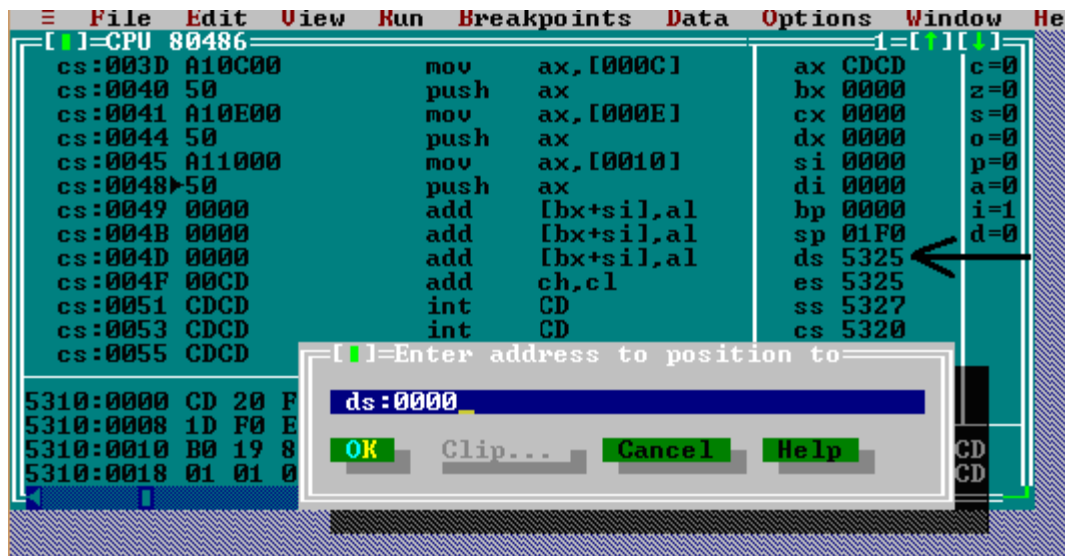 ≡ File Edit View Run Breakpoints Data Options Window He
[■]=CPU 80486 1=[↑][↓]
cs:003D A10C00 mov ax,[000C] ax CDCD c=0
cs:0040 50 push ax bx 0000 z=0
cs:0041 A10E00 mov ax,[000E] cx 0000 s=0
cs:0044 50 push ax dx 0000 o=0
cs:0045 A11000 mov ax,[0010] si 0000 p=0
cs:0048►50 push ax di 0000 a=0
cs:0049 0000 add [bx+si],al bp 0000 i=1
cs:004B 0000 add [bx+si],al sp 01F0 d=0
cs:004D 0000 add [bx+si],al ds 5325
cs:004F 00CD add ch,cl es 5325
cs:0051 CDCD int CD ss 5327
cs:0053 CDCD int CD cs 5320
cs:0055 CDCD
[■]=Enter address to position to
5310:0000 CD 20 F ds:0000_
5310:0008 1D F0 E
5310:0010 B0 19 8 OK Clip... Cancel Help CD
5310:0018 01 01 0 CD